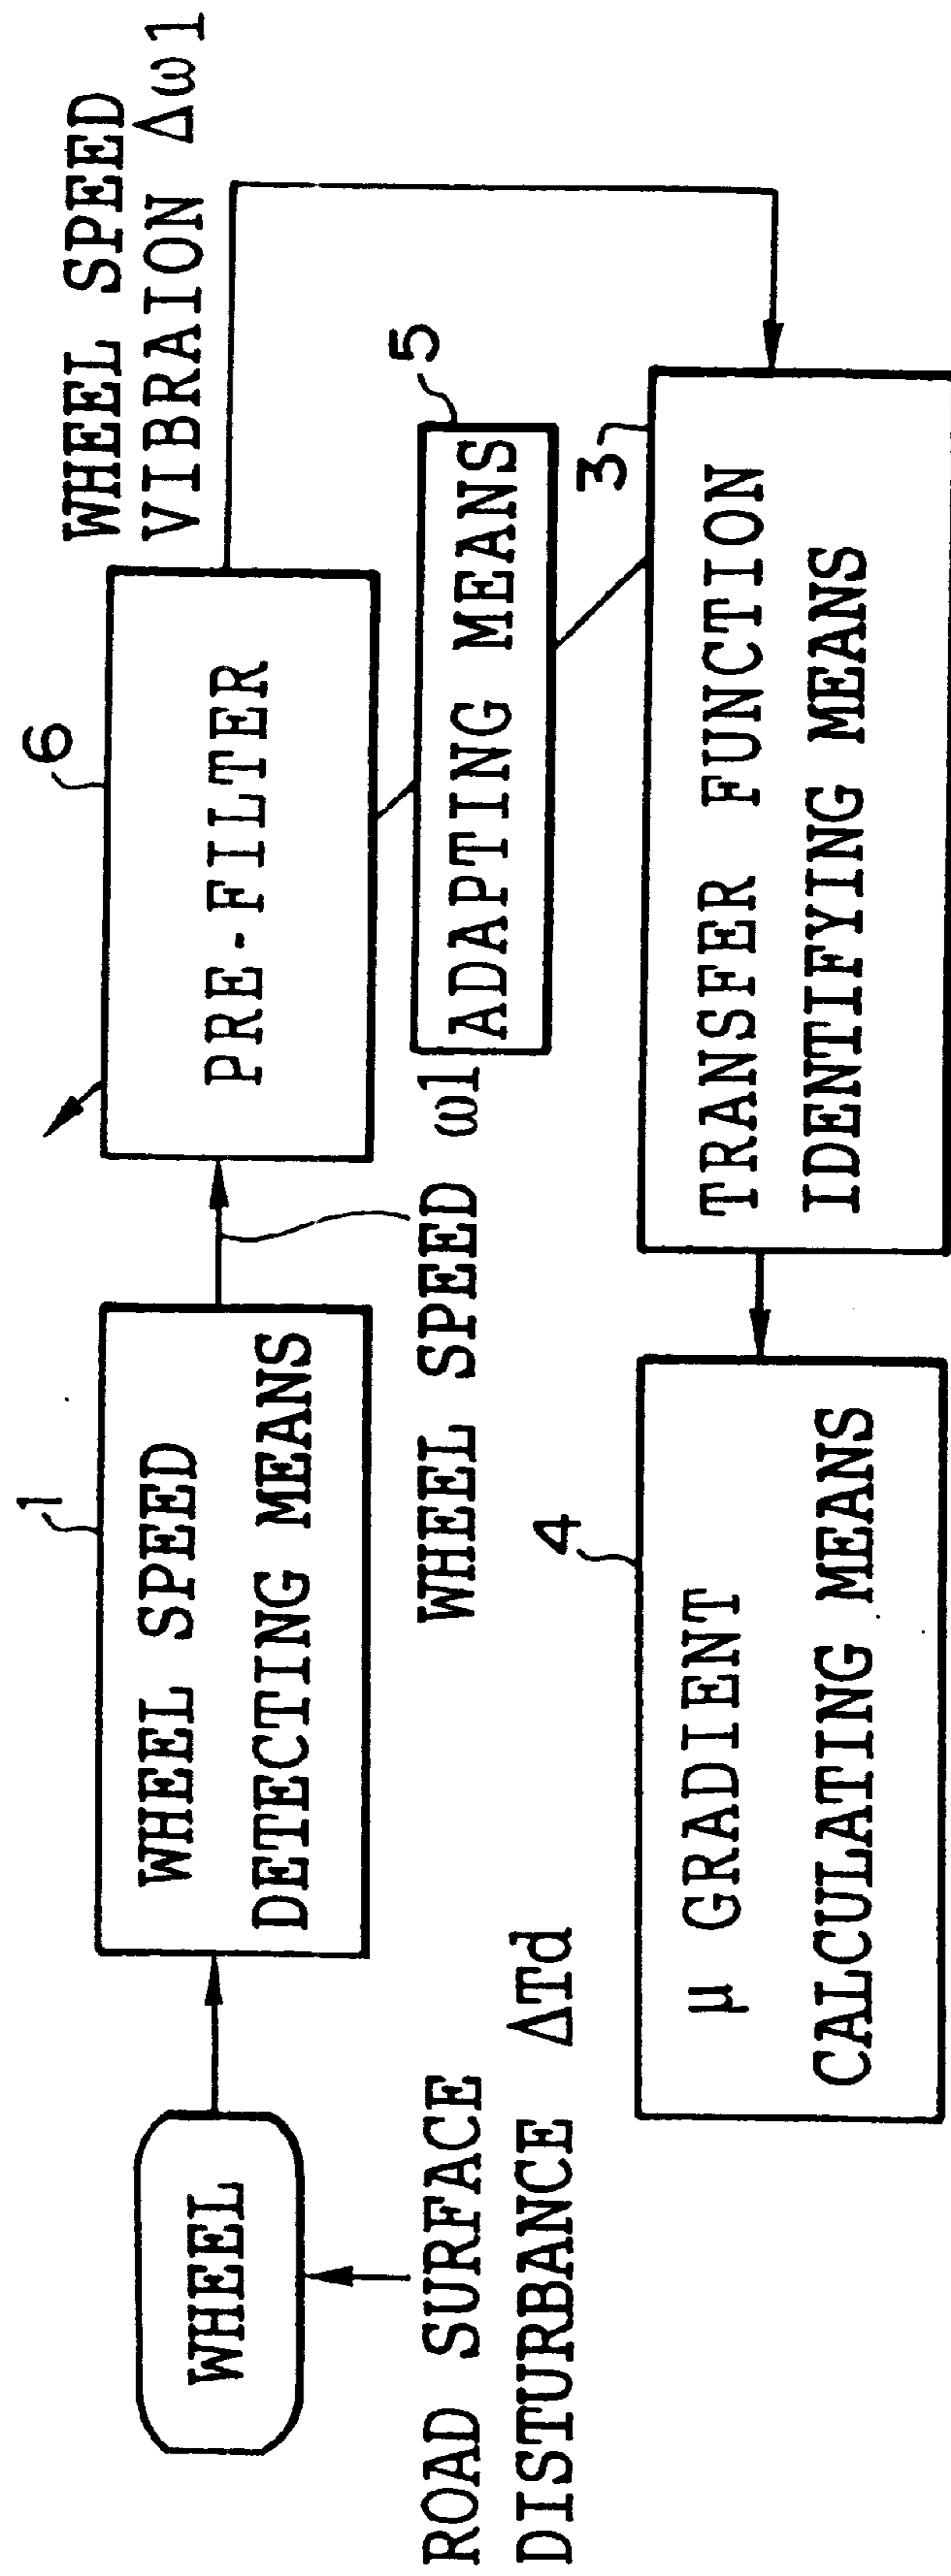 WHEEL
ROAD SURFACE
DISTURBANCE ΔTd
1
WHEEL SPEED
DETECTING MEANS
WHEEL SPEED ω1
6
PRE-FILTER
WHEEL SPEED
VIBRAION Δω1
5
ADAPTING MEANS
3
TRANSFER FUNCTION
IDENTIFYING MEANS
4
μ GRADIENT
CALCULATING MEANS